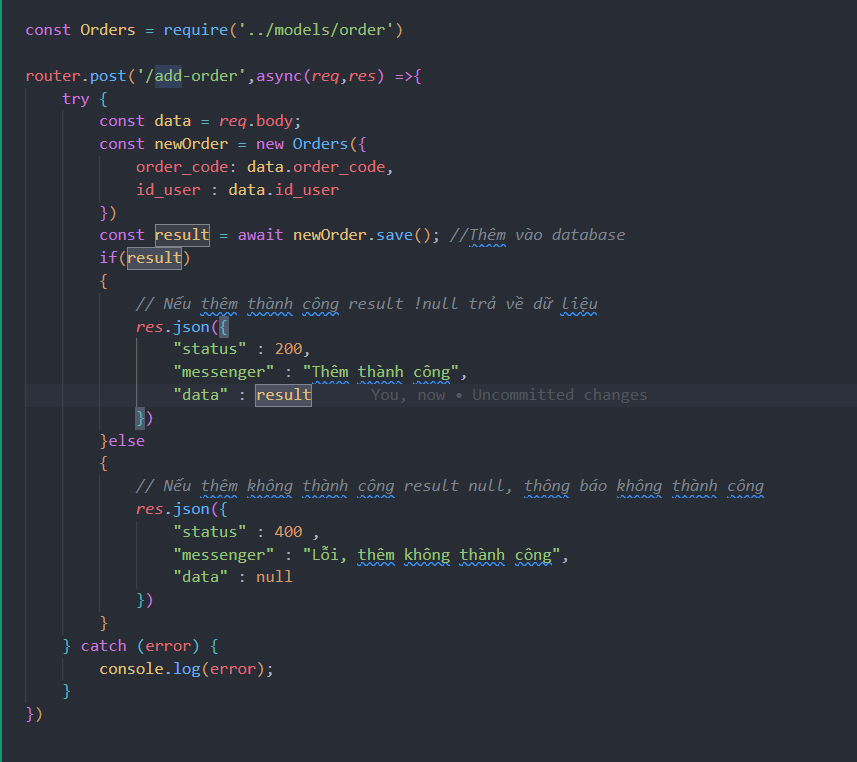 const Orders = require('../models/order')
router.post('/add-order',async(req,res) =>{
try {
const data = req.body;
const newOrder = new Orders({
order_code: data.order_code,
id_user : data.id_user
})
const result = await newOrder.save(); //Thêm vào database
if(result)
{
// Nếu thêm thành công result !null trả về dữ liệu
res.json({
"status" : 200,
"messenger" : "Thêm thành công",
"data" : result You, now • Uncommitted changes
})
}else
{
// Nếu thêm không thành công result null, thông báo không thành công
res.json({
"status" : 400 ,
"messenger" : "Lỗi, thêm không thành công",
"data" : null
})
}
} catch (error) {
console.log(error);
}
})